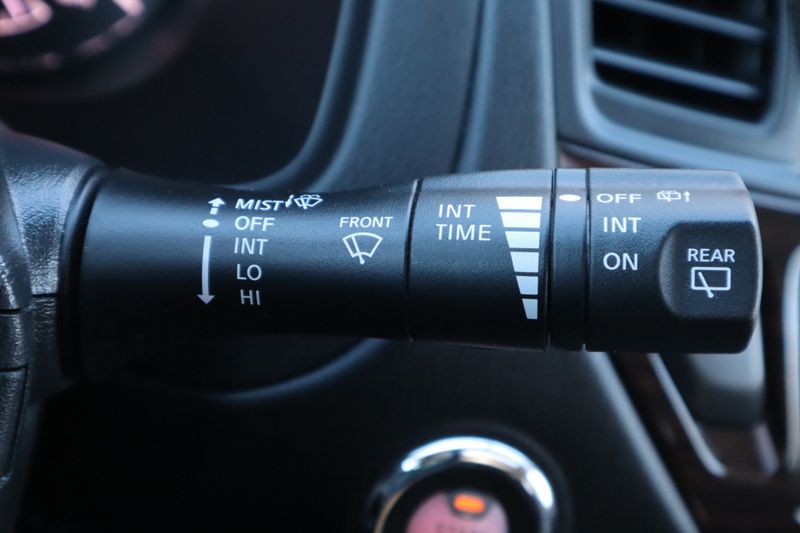 MIST
OFF
INT
LO
HI
FRONT
INT
TIME
OFF
INT
ON
REAR